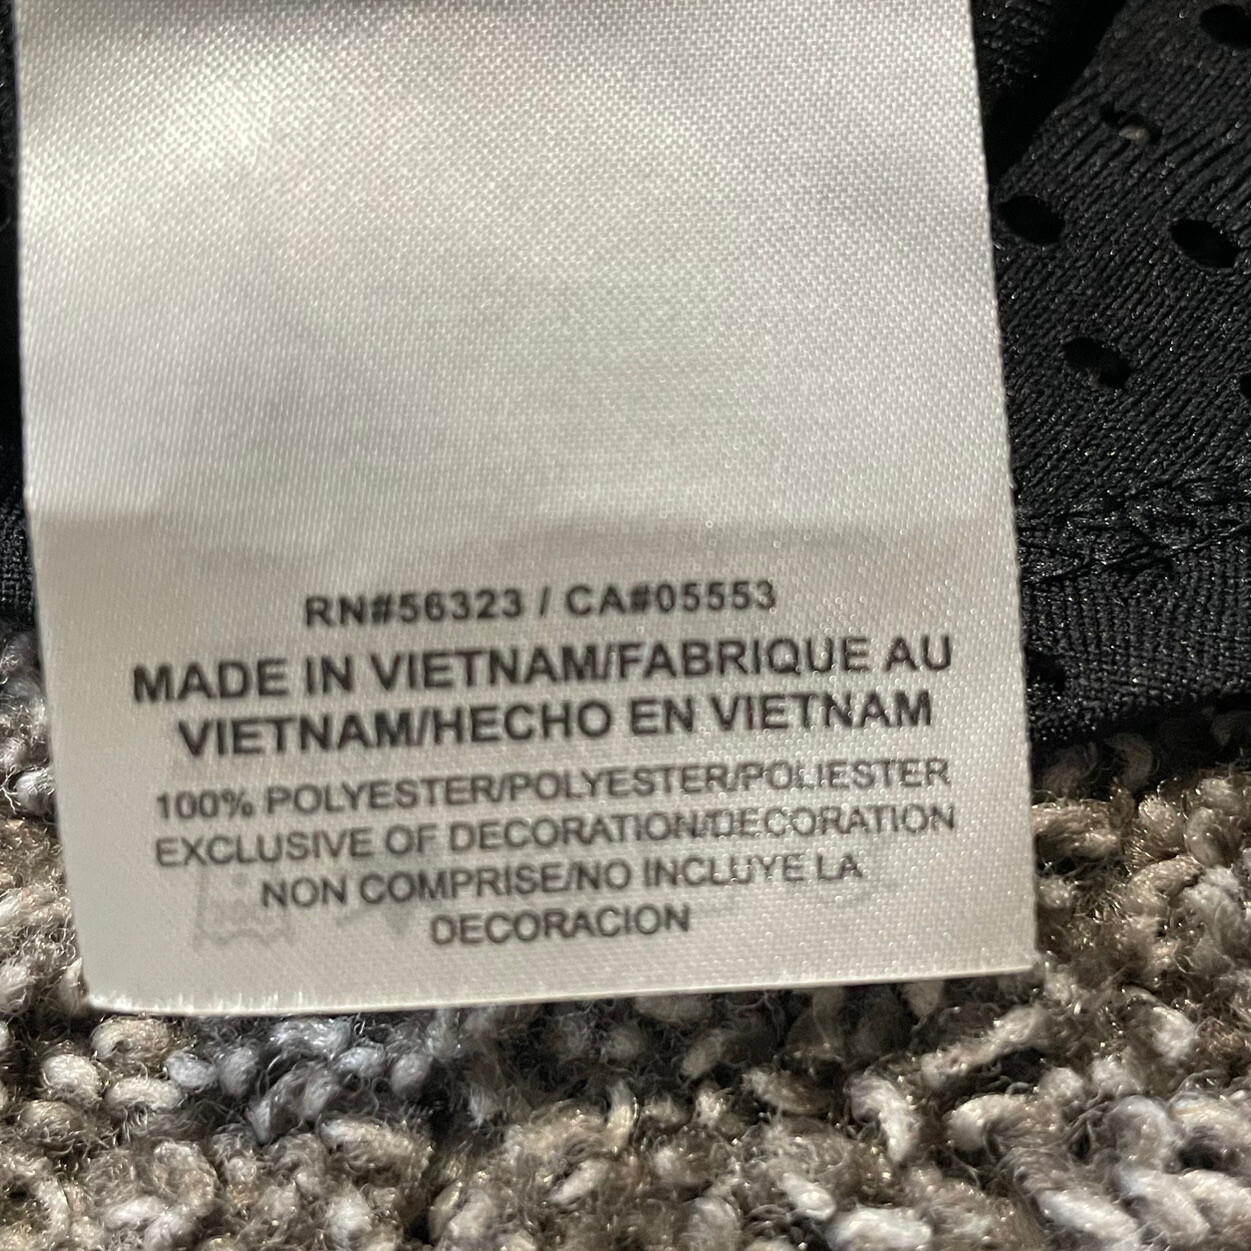 RN#56323 / CA#05553
MADE IN VIETNAM/FABRIQUE AU
VIETNAM/HECHO EN VIETNAM
100% POLYESTER/POLYESTER/POLIESTER
EXCLUSIVE OF DECORATION/DECORATION
NON COMPRISE/NO INCLUYE LA
DECORACION